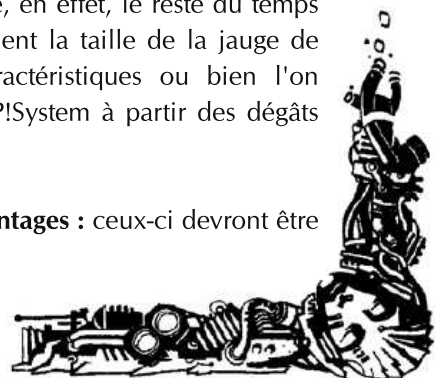 , en effet, le reste du temps
ent la taille de la jauge de
ractéristiques ou bien l'on
P!System à partir des dégâts
ntages : ceux-ci devront être